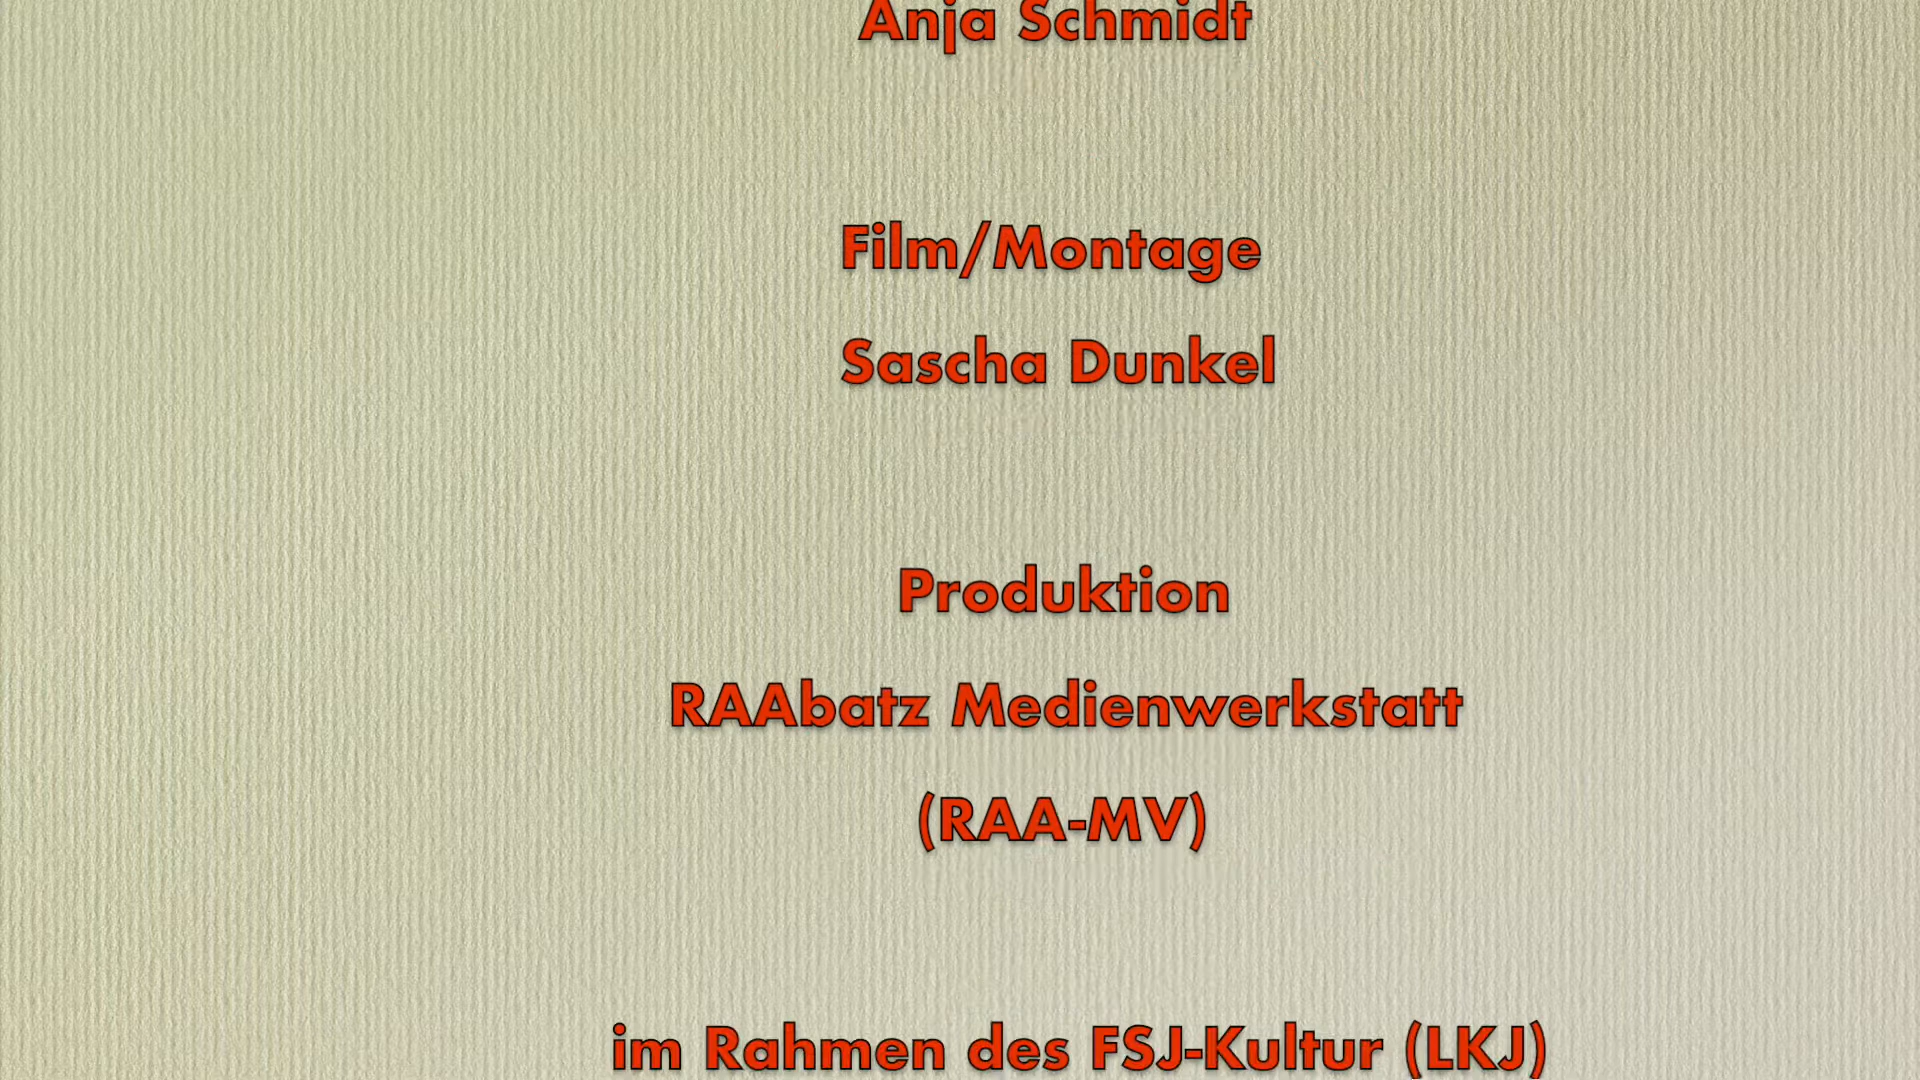 Anja Schmidt
Film/Montage
Sascha Dunkel
Produktion
RAAbatz Medienwerkstatt
(RAA-MV)
im Rahmen des FSJ-Kultur (LKJ)